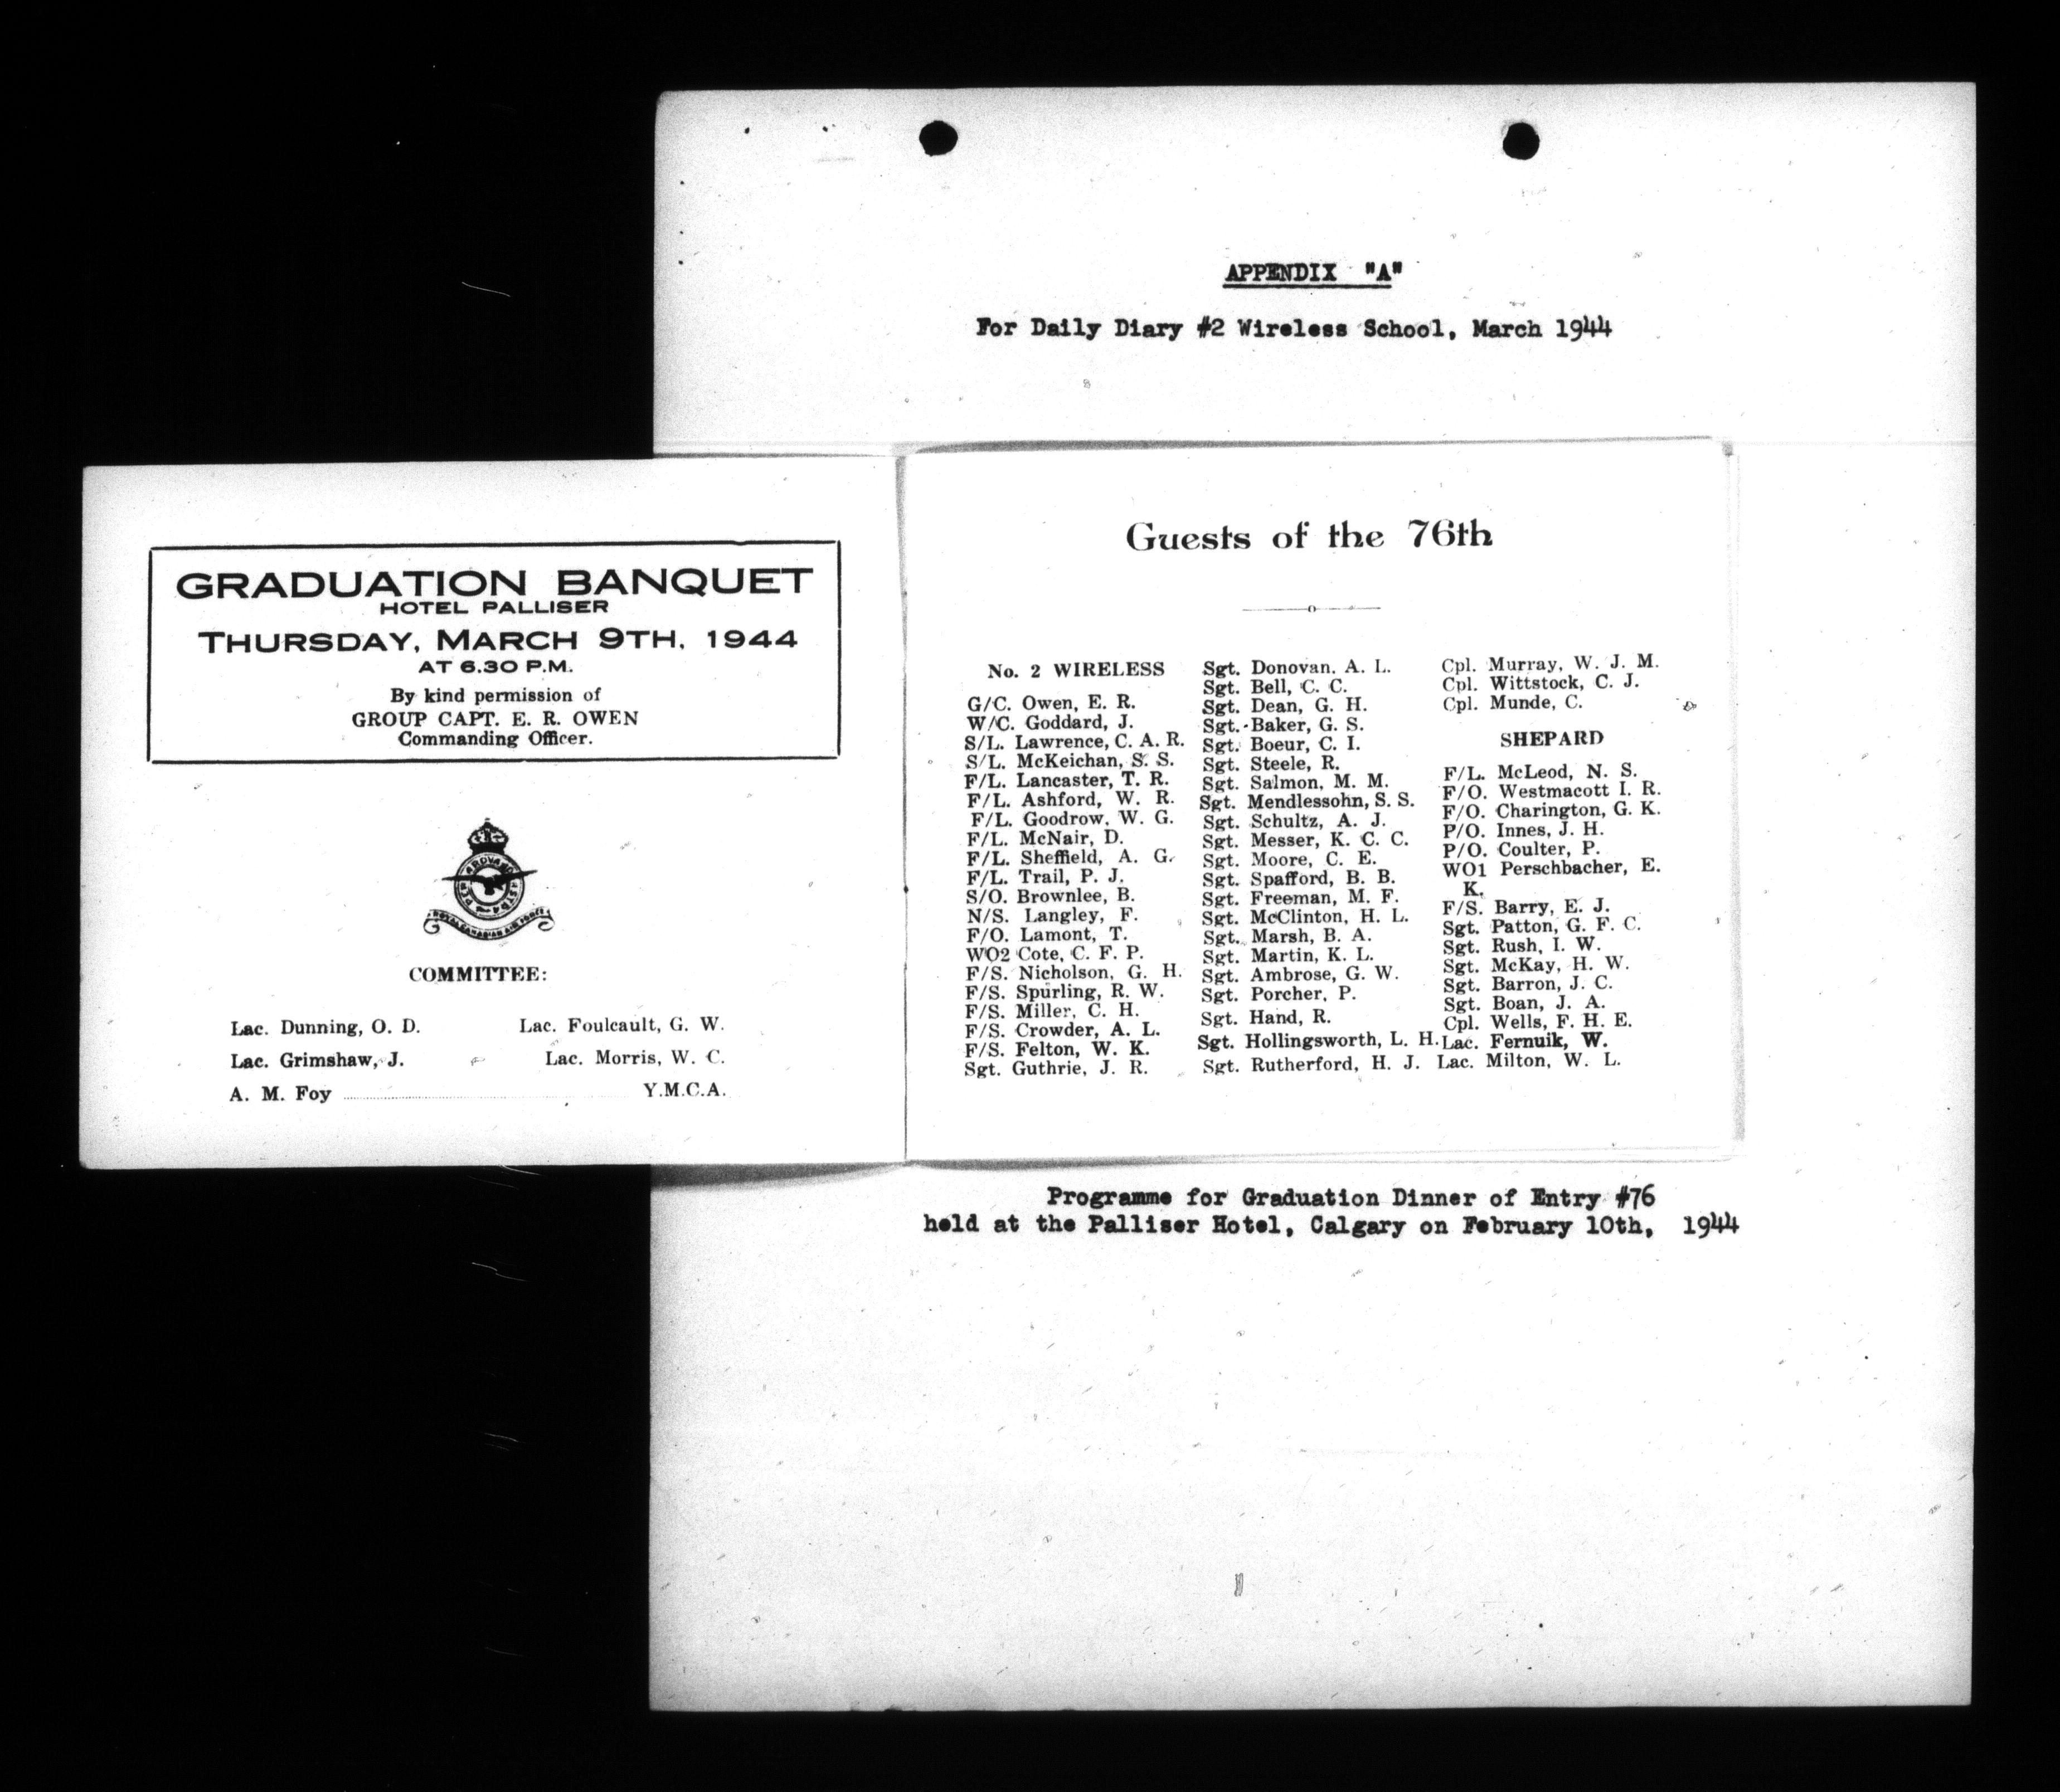 APPENDIX "A"
For Daily Diary #2 Wireless School, March 1944
GRADUATION BANQUET
HOTEL PALLISER
THURSDAY, MARCH 9TH, 1944
AT 6.30 P.M.
By kind permission of
GROUP CAPT. E. R. OWEN
Commanding Officer.
ROYAL CANADIAN AIR FORCE
COMMITTEE:
Lac. Dunning, O. D. Lac. Foulcault, G. W.
Lac. Grimshaw, J. Lac. Morris, W. C.
A. M. Foy Y.M.C.A.
Guests of the 76th
No. 2 WIRELESS
G/C. Owen, E. R.
W/C. Goddard, J.
S/L. Lawrence, C. A. R.
S/L. McKeichan, S. S.
F/L. Lancaster, T. R.
F/L. Ashford, W. R.
F/L. Goodrow, W. G.
F/L. McNair, D.
F/L. Sheffield, A. G.
F/L. Trail, P. J.
S/O. Brownlee, B.
N/S. Langley, F.
F/O. Lamont, T.
WO2 Cote, C. F. P.
F/S. Nicholson, G. H.
F/S. Spurling, R. W.
F/S. Miller, C. H.
F/S. Crowder, A. L.
F/S. Felton, W. K.
Sgt. Guthrie, J. R.
Sgt. Donovan, A. L.
Sgt. Bell, C. C.
Sgt. Dean, G. H.
Sgt. Baker, G. S.
Sgt. Boeur, C. I.
Sgt. Steele, R.
Sgt. Salmon, M. M.
Sgt. Mendlessohn, S. S.
Sgt. Schultz, A. J.
Sgt. Messer, K. C. C.
Sgt. Moore, C. E.
Sgt. Spafford, B. B.
Sgt. Freeman, M. F.
Sgt. McClinton, H. L.
Sgt. Marsh, B. A.
Sgt. Martin, K. L.
Sgt. Ambrose, G. W.
Sgt. Porcher, P.
Sgt. Hand, R.
Sgt. Hollingsworth, L. H.
Sgt. Rutherford, H. J.
Cpl. Murray, W. J. M.
Cpl. Wittstock, C. J.
Cpl. Munde, C.
SHEPARD
F/L. McLeod, N. S.
F/O. Westmacott I. R.
F/O. Charington, G. K.
P/O. Innes, J. H.
P/O. Coulter, P.
WO1 Perschbacher, E.
K.
F/S. Barry, E. J.
Sgt. Patton, G. F. C.
Sgt. Rush, I. W.
Sgt. McKay, H. W.
Sgt. Barron, J. C.
Sgt. Boan, J. A.
Cpl. Wells, F. H. E.
Lac. Fernuik, W.
Lac. Milton, W. L.
Programme for Graduation Dinner of Entry #76
held at the Palliser Hotel, Calgary on February 10th, 1944